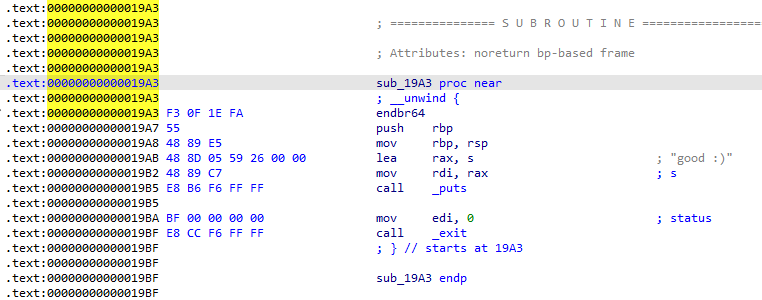 .text:00000000000019A3
.text:00000000000019A3 ; =============== S U B R O U T I N E =================
.text:00000000000019A3
.text:00000000000019A3 ; Attributes: noreturn bp-based frame
.text:00000000000019A3
.text:00000000000019A3 sub_19A3 proc near
.text:00000000000019A3 ; __unwind {
.text:00000000000019A3 F3 0F 1E FA endbr64
.text:00000000000019A7 55 push rbp
.text:00000000000019A8 48 89 E5 mov rbp, rsp
.text:00000000000019AB 48 8D 05 59 26 00 00 lea rax, s ; "good :)"
.text:00000000000019B2 48 89 C7 mov rdi, rax ; s
.text:00000000000019B5 E8 B6 F6 FF FF call _puts
.text:00000000000019B5
.text:00000000000019BA BF 00 00 00 00 mov edi, 0 ; status
.text:00000000000019BF E8 CC F6 FF FF call _exit
.text:00000000000019BF ; } // starts at 19A3
.text:00000000000019BF
.text:00000000000019BF sub_19A3 endp
.text:00000000000019BF